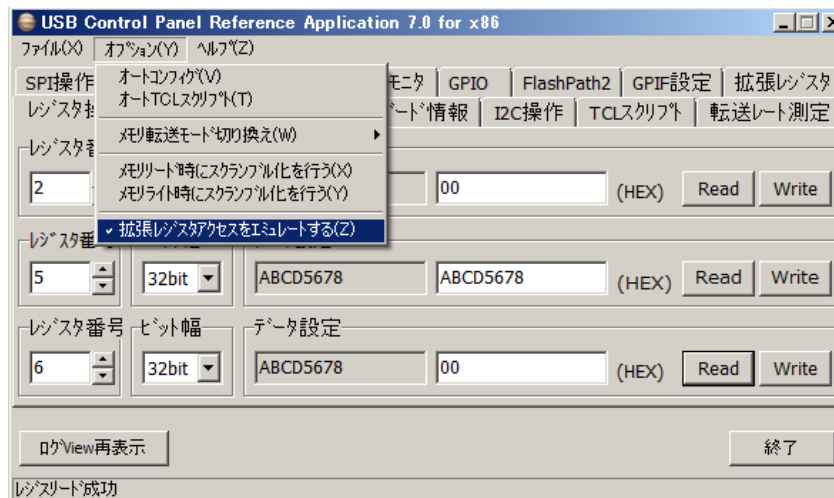 USB Control Panel Reference Application 7.0 for x86
ﾌｧｲﾙ(X) ｵﾌﾟｼｮﾝ(Y) ﾍﾙﾌﾟ(Z)
SPI操作 ﾓﾆﾀ GPIO FlashPath2 GPIF設定 拡張ﾚｼﾞｽﾀ
ﾚｼﾞｽﾀ ﾎﾞｰﾄﾞ情報 I2C操作 TCLｽｸﾘﾌﾟﾄ 転送ﾚｰﾄ測定
ｵｰﾄｺﾝﾌｨｸﾞ(V)
ｵｰﾄTCLｽｸﾘﾌﾟﾄ(T)
ﾒﾓﾘ転送ﾓｰﾄﾞ切り換え(W)
ﾒﾓﾘﾘｰﾄﾞ時にｽｸﾗﾝﾌﾞﾙ化を行う(X)
ﾒﾓﾘﾗｲﾄ時にｽｸﾗﾝﾌﾞﾙ化を行う(Y)
拡張ﾚｼﾞｽﾀｱｸｾｽをｴﾐｭﾚｰﾄする(Z)
ﾚｼﾞｽﾀ
2 00 (HEX) Read Write
ﾚｼﾞｽﾀ番号
5 32bit ABCD5678 ABCD5678 (HEX) Read Write
ﾚｼﾞｽﾀ番号 ﾋﾞｯﾄ幅 ﾃﾞｰﾀ設定
6 32bit ABCD5678 00 (HEX) Read Write
ﾛｸﾞView再表示 終了
ﾚｼﾞｽﾘｰﾄﾞ成功